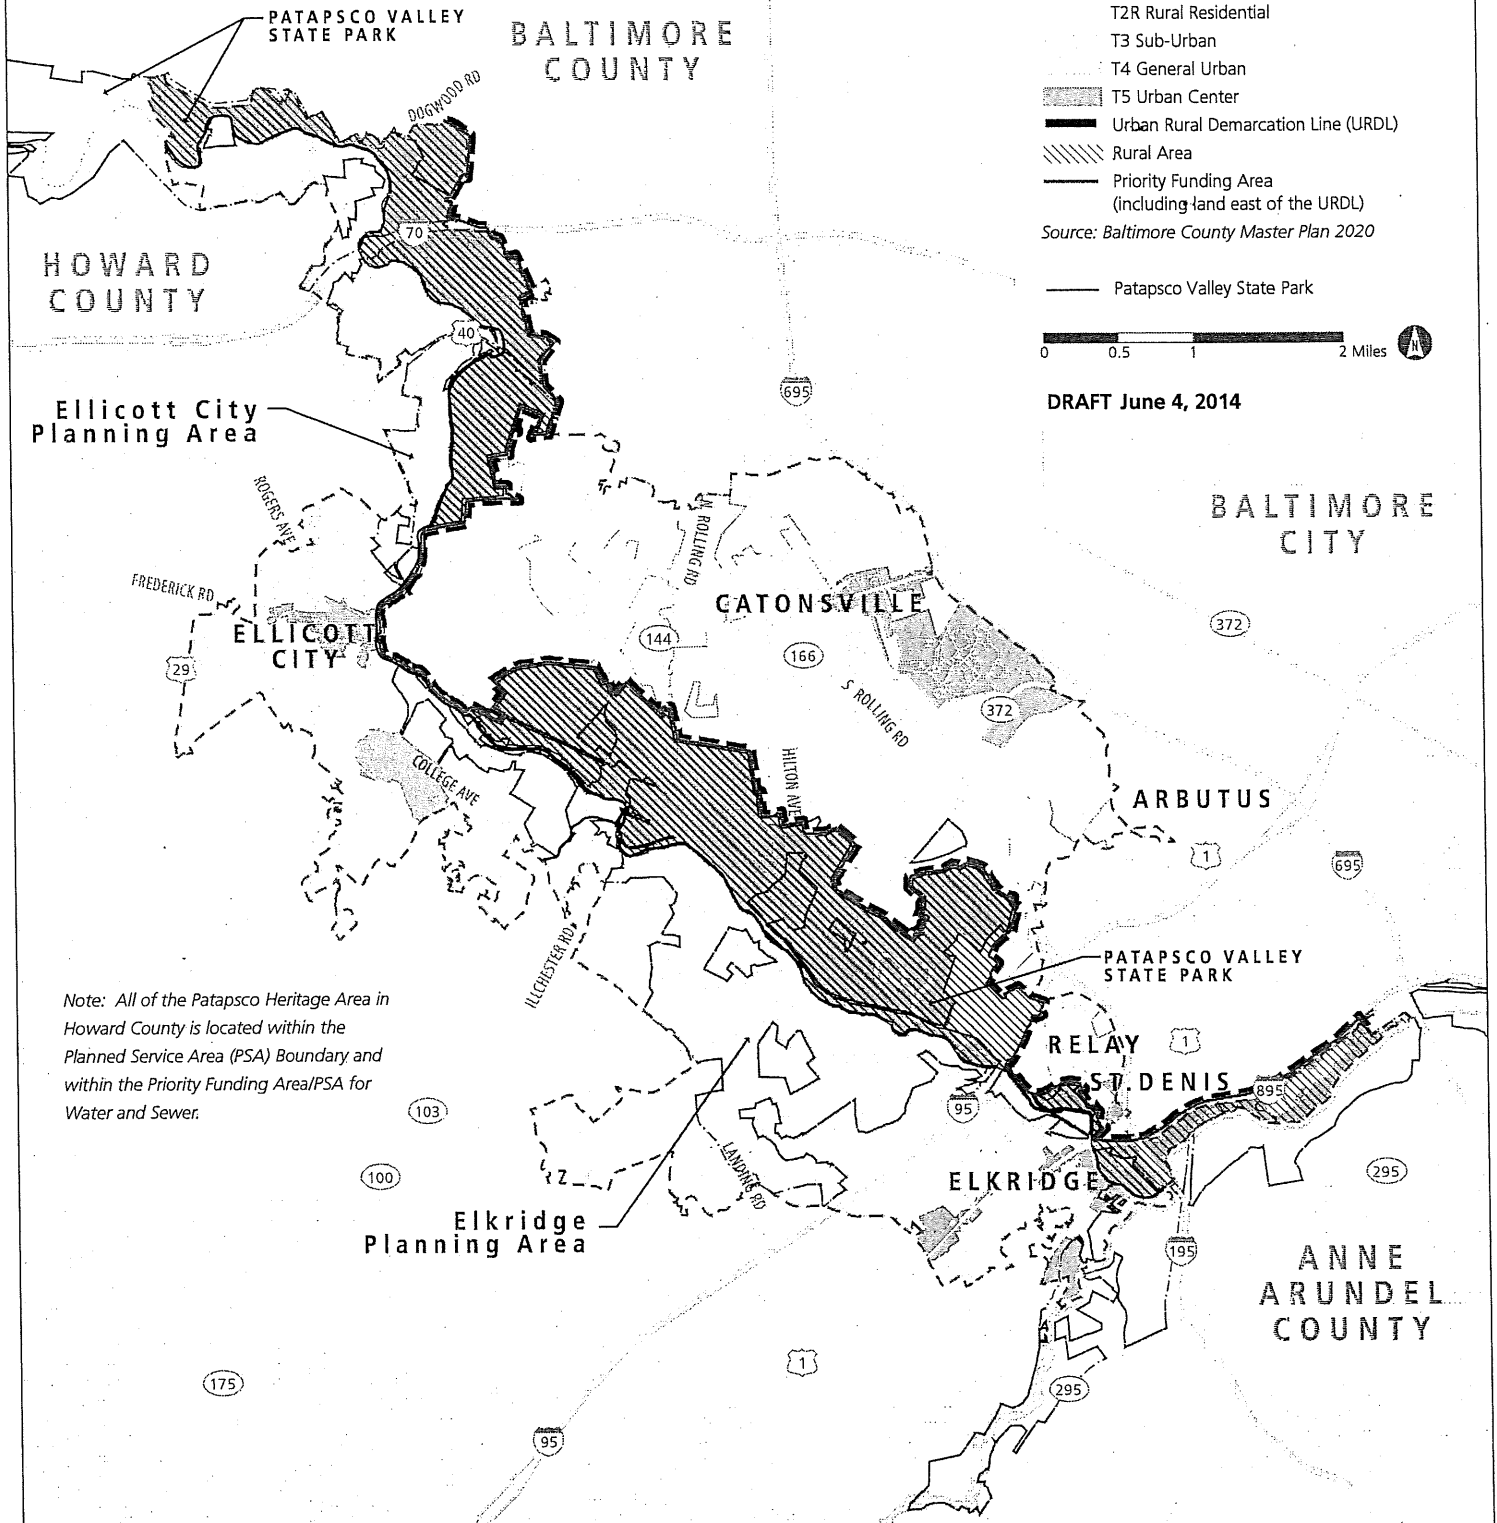 PATAPSCO VALLEY
STATE PARK
BALTIMORE
COUNTY
DOGWOOD RD
T2R Rural Residential
T3 Sub-Urban
T4 General Urban
T5 Urban Center
Urban Rural Demarcation Line (URDL)
Rural Area
Priority Funding Area
(including land east of the URDL)
Source: Baltimore County Master Plan 2020
Patapsco Valley State Park
0 0.5 1 2 Miles
N
DRAFT June 4, 2014
HOWARD
COUNTY
70
40
695
Ellicott City
Planning Area
ROGERS AVE
FREDERICK RD
ELLICOTT
CITY
29
N. ROLLING RD
BALTIMORE
CITY
CATONSVILLE
144
166
372
S ROLLING RD
372
COLLEGE AVE
HILTON AVE
ARBUTUS
1
695
ILLCHESTER RD
PATAPSCO VALLEY
STATE PARK
Note: All of the Patapsco Heritage Area in
Howard County is located within the
Planned Service Area (PSA) Boundary and
within the Priority Funding Area/PSA for
Water and Sewer.
RELAY
1
ST. DENIS
895
103
95
100
LANDING RD
ELKRIDGE
295
Elkridge
Planning Area
195
ANNE
ARUNDEL
COUNTY
1
175
295
95